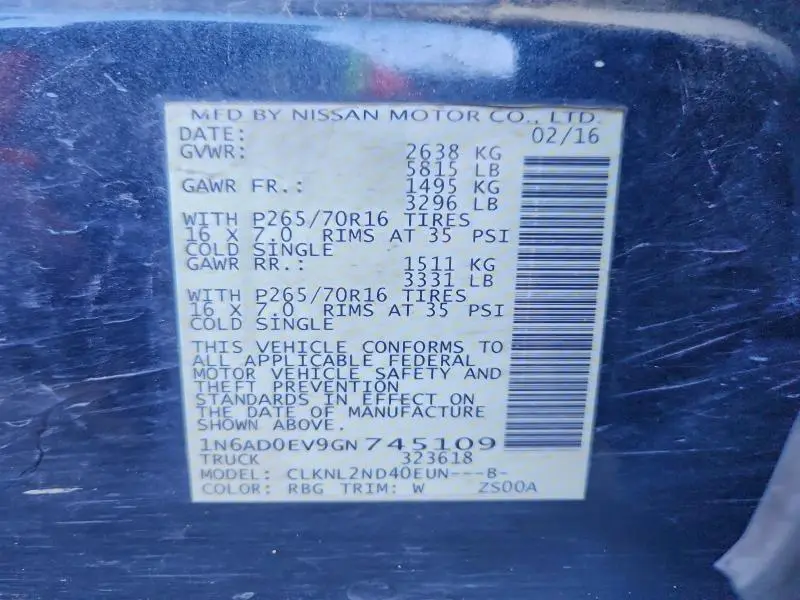 MFD BY NISSAN MOTOR CO., LTD.
DATE: 02/16
GVWR: 2638 KG
5815 LB
GAWR FR.: 1495 KG
3296 LB
WITH P265/70R16 TIRES
16 X 7.0 RIMS AT 35 PSI
COLD SINGLE
GAWR RR.: 1511 KG
3331 LB
WITH P265/70R16 TIRES
16 X 7.0 RIMS AT 35 PSI
COLD SINGLE
THIS VEHICLE CONFORMS TO
ALL APPLICABLE FEDERAL
MOTOR VEHICLE SAFETY AND
THEFT PREVENTION
STANDARDS IN EFFECT ON
THE DATE OF MANUFACTURE
SHOWN ABOVE.
1N6AD0EV9GN745109
TRUCK 323618
MODEL: CLKNL2ND40EUN---B-
COLOR: RBG TRIM: W ZS00A